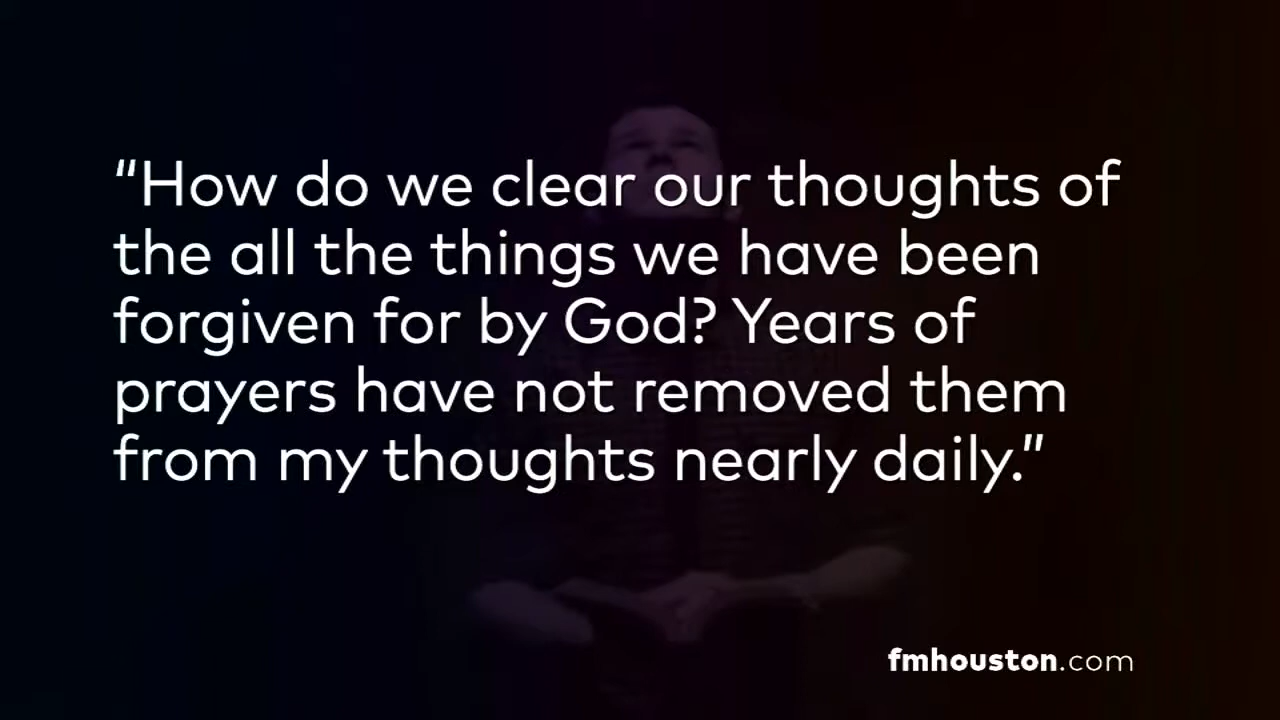 “How do we clear our thoughts of
the all the things we have been
forgiven for by God? Years of
prayers have not removed them
from my thoughts nearly daily.”
fmhouston.com